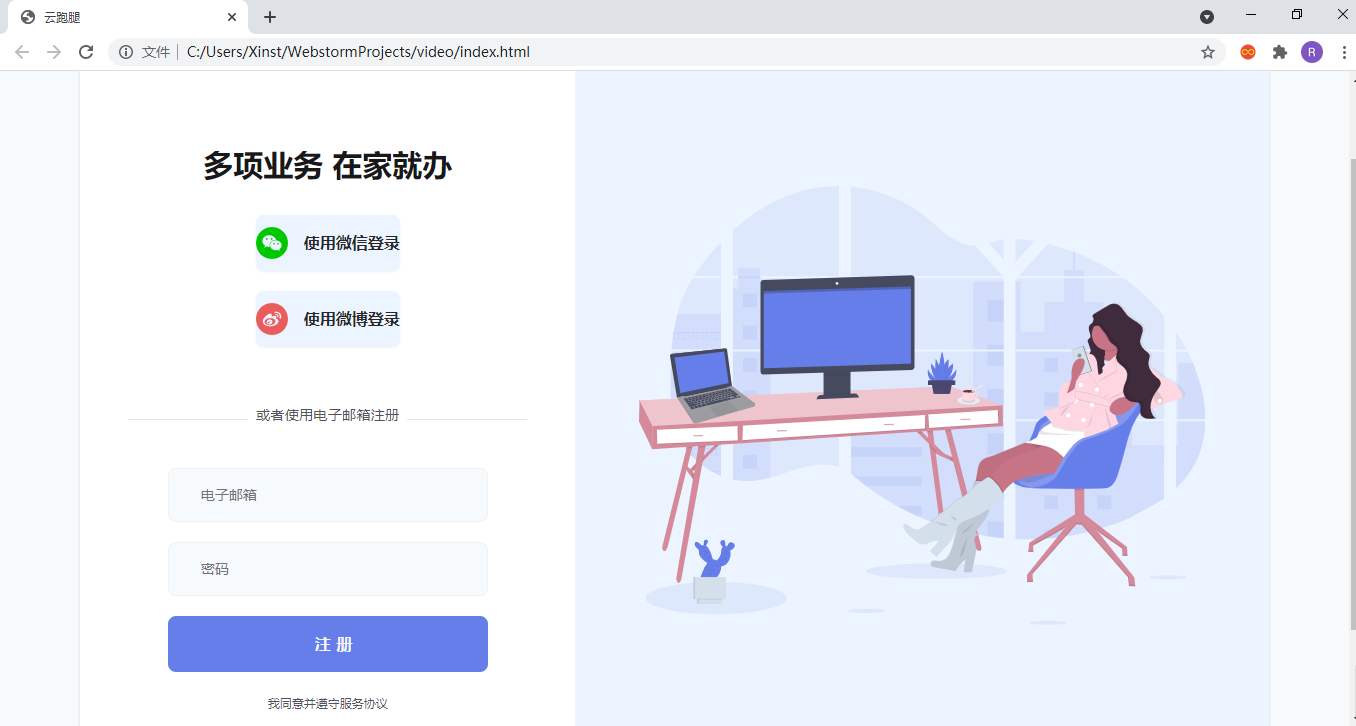 云跑腿
文件 C:/Users/Xinst/WebstormProjects/video/index.html
R
多项业务 在家就办
使用微信登录
使用微博登录
或者使用电子邮箱注册
电子邮箱
密码
注 册
我同意并遵守服务协议